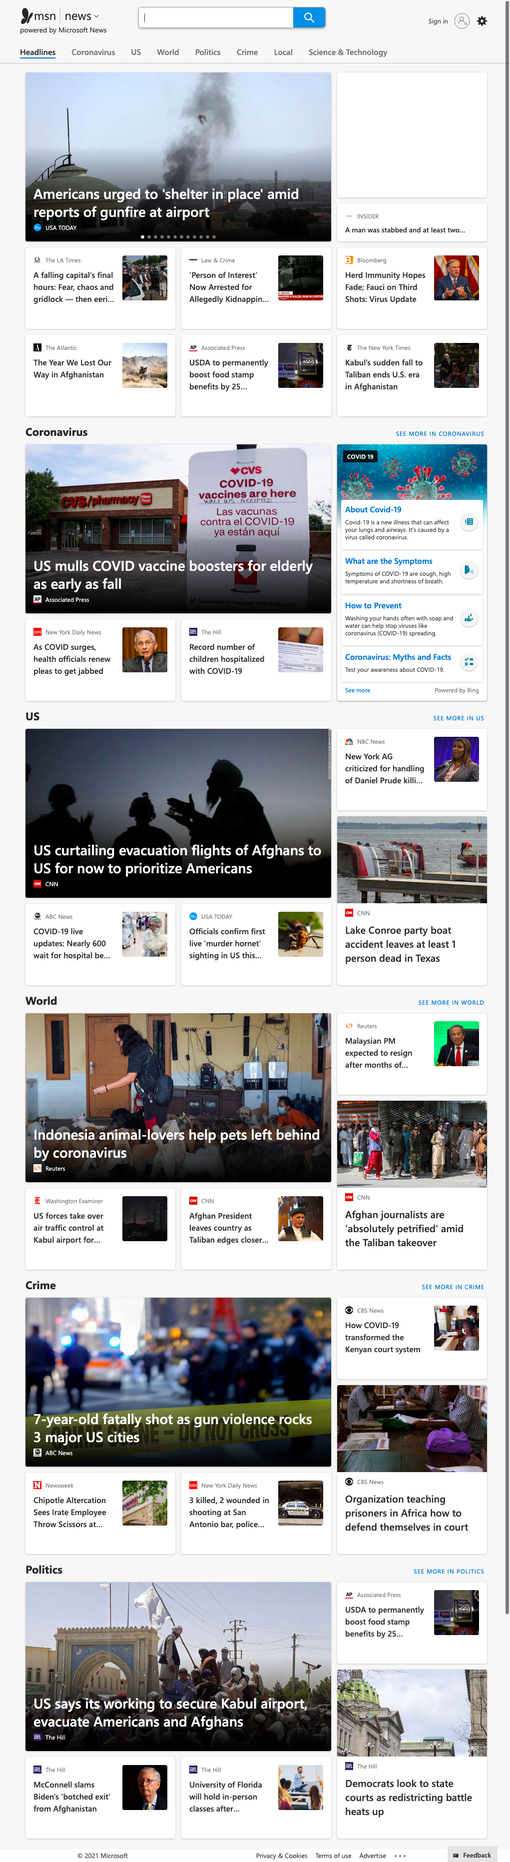 msn | news
powered by Microsoft News
Sign in
Headlines Coronavirus US World Politics Crime Local Science & Technology
Americans urged to 'shelter in place' amid
reports of gunfire at airport
USA TODAY
INSIDER
A man was stabbed and at least two...
The LA Times
A falling capital's final
hours: Fear, chaos and
gridlock — then eeri...
Law & Crime
'Person of Interest'
Now Arrested for
Allegedly Kidnappin...
Bloomberg
Herd Immunity Hopes
Fade; Fauci on Third
Shots: Virus Update
The Atlantic
The Year We Lost Our
Way in Afghanistan
Associated Press
USDA to permanently
boost food stamp
benefits by 25...
The New York Times
Kabul's sudden fall to
Taliban ends U.S. era
in Afghanistan
Coronavirus
SEE MORE IN CORONAVIRUS
CVS/pharmacy
CVS
COVID-19
vaccines are here
Las vacunas
contra el COVID-19
ya están aquí
US mulls COVID vaccine boosters for elderly
as early as fall
Associated Press
COVID 19
About Covid-19
Covid-19 is a new illness that can affect
your lungs and airways. It's caused by a
virus called coronavirus.
What are the Symptoms
Symptoms of COVID-19 are cough, high
temperature and shortness of breath.
How to Prevent
Washing your hands often with soap and
water can help stop viruses like
coronavirus (COVID-19) spreading.
Coronavirus: Myths and Facts
Test your awareness about COVID-19.
See more
Powered by Bing
New York Daily News
As COVID surges,
health officials renew
pleas to get jabbed
The Hill
Record number of
children hospitalized
with COVID-19
US
SEE MORE IN US
US curtailing evacuation flights of Afghans to
US for now to prioritize Americans
CNN
NBC News
New York AG
criticized for handling
of Daniel Prude killi...
CNN
Lake Conroe party boat
accident leaves at least 1
person dead in Texas
ABC News
COVID-19 live
updates: Nearly 600
wait for hospital be...
USA TODAY
Officials confirm first
live 'murder hornet'
sighting in US this...
World
SEE MORE IN WORLD
Indonesia animal-lovers help pets left behind
by coronavirus
Reuters
Reuters
Malaysian PM
expected to resign
after months of...
CNN
Afghan journalists are
'absolutely petrified' amid
the Taliban takeover
Washington Examiner
US forces take over
air traffic control at
Kabul airport for...
CNN
Afghan President
leaves country as
Taliban edges closer...
Crime
SEE MORE IN CRIME
7-year-old fatally shot as gun violence rocks
3 major US cities
ABC News
CBS News
How COVID-19
transformed the
Kenyan court system
CBS News
Organization teaching
prisoners in Africa how to
defend themselves in court
Newsweek
Chipotle Altercation
Sees Irate Employee
Throw Scissors at...
New York Daily News
3 killed, 2 wounded in
shooting at San
Antonio bar, police...
Politics
SEE MORE IN POLITICS
US says its working to secure Kabul airport,
evacuate Americans and Afghans
The Hill
Associated Press
USDA to permanently
boost food stamp
benefits by 25...
The Hill
Democrats look to state
courts as redistricting battle
heats up
The Hill
McConnell slams
Biden's 'botched exit'
from Afghanistan
The Hill
University of Florida
will hold in-person
classes after...
© 2021 Microsoft
Privacy & Cookies Terms of use Advertise ...
Feedback